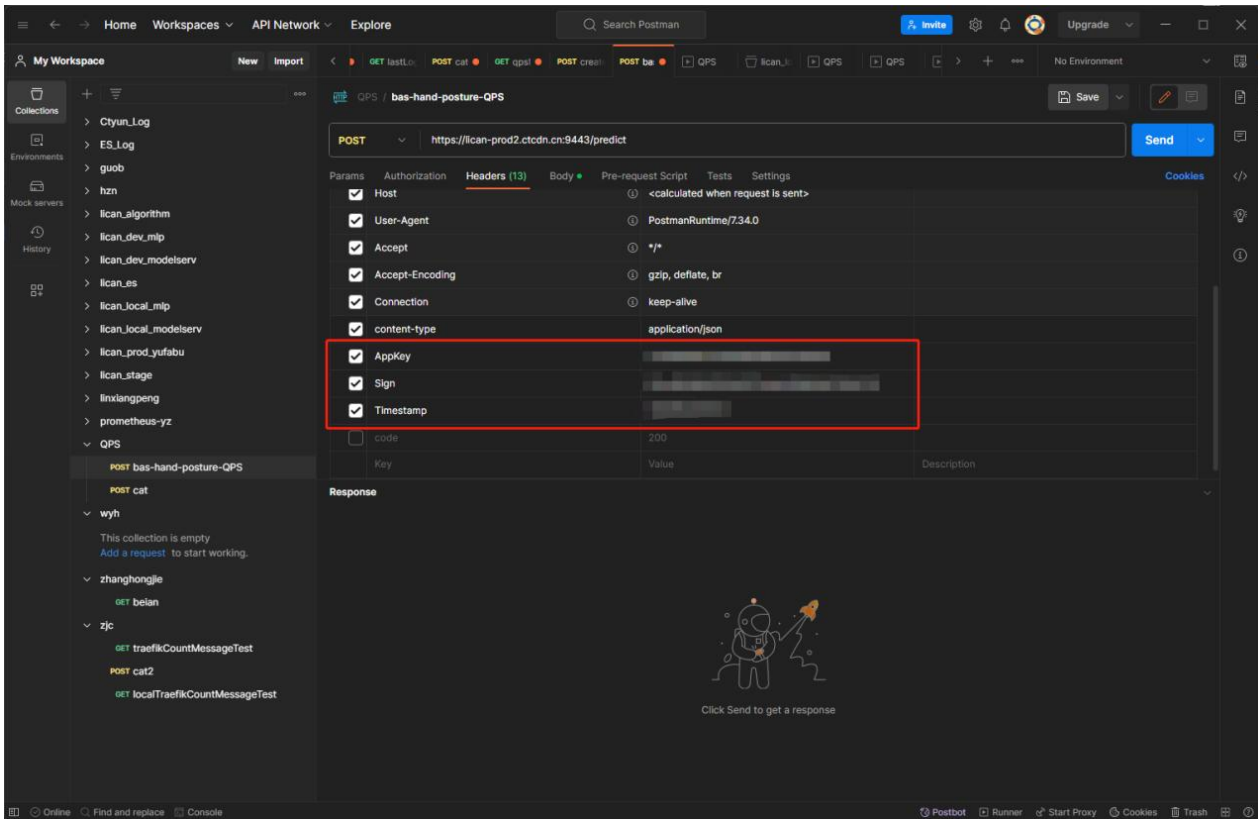 Home Workspaces API Network Explore Search Postman Invite Upgrade
My Workspace New Import GET lastLo POST cat GET qpsl POST creat POST ba QPS lican_l QPS QPS No Environment
Collections
Environments
Mock servers
History
Ctyun_Log
ES_Log
guob
hzn
lican_algorithm
lican_dev_mlp
lican_dev_modelserv
lican_es
lican_local_mlp
lican_local_modelserv
lican_prod_yufabu
lican_stage
linxiangpeng
prometheus-yz
QPS
POST bas-hand-posture-QPS
POST cat
wyh
This collection is empty
Add a request to start working.
zhanghongjie
GET beian
zjc
GET traefikCountMessageTest
POST cat2
GET localTraefikCountMessageTest
HTTP QPS / bas-hand-posture-QPS Save
POST https://lican-prod2.ctcdn.cn:9443/predict Send
Params Authorization Headers (13) Body Pre-request Script Tests Settings Cookies
Host <calculated when request is sent>
User-Agent PostmanRuntime/7.34.0
Accept */*
Accept-Encoding gzip, deflate, br
Connection keep-alive
content-type application/json
AppKey
Sign
Timestamp
code 200
Key Value Description
Response
Click Send to get a response
Online Find and replace Console Postbot Runner Start Proxy Cookies Trash